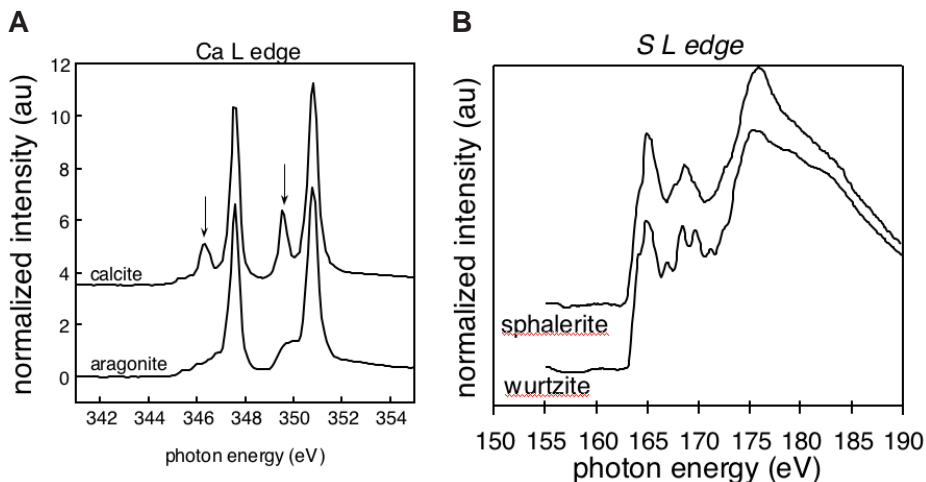 A
Ca L edge
normalized intensity (au)
12
10
8
6
4
2
0
calcite
aragonite
342 344 346 348 350 352 354
photon energy (eV)
B
S L edge
normalized intensity (au)
sphalerite
wurtzite
150 155 160 165 170 175 180 185 190
photon energy (eV)